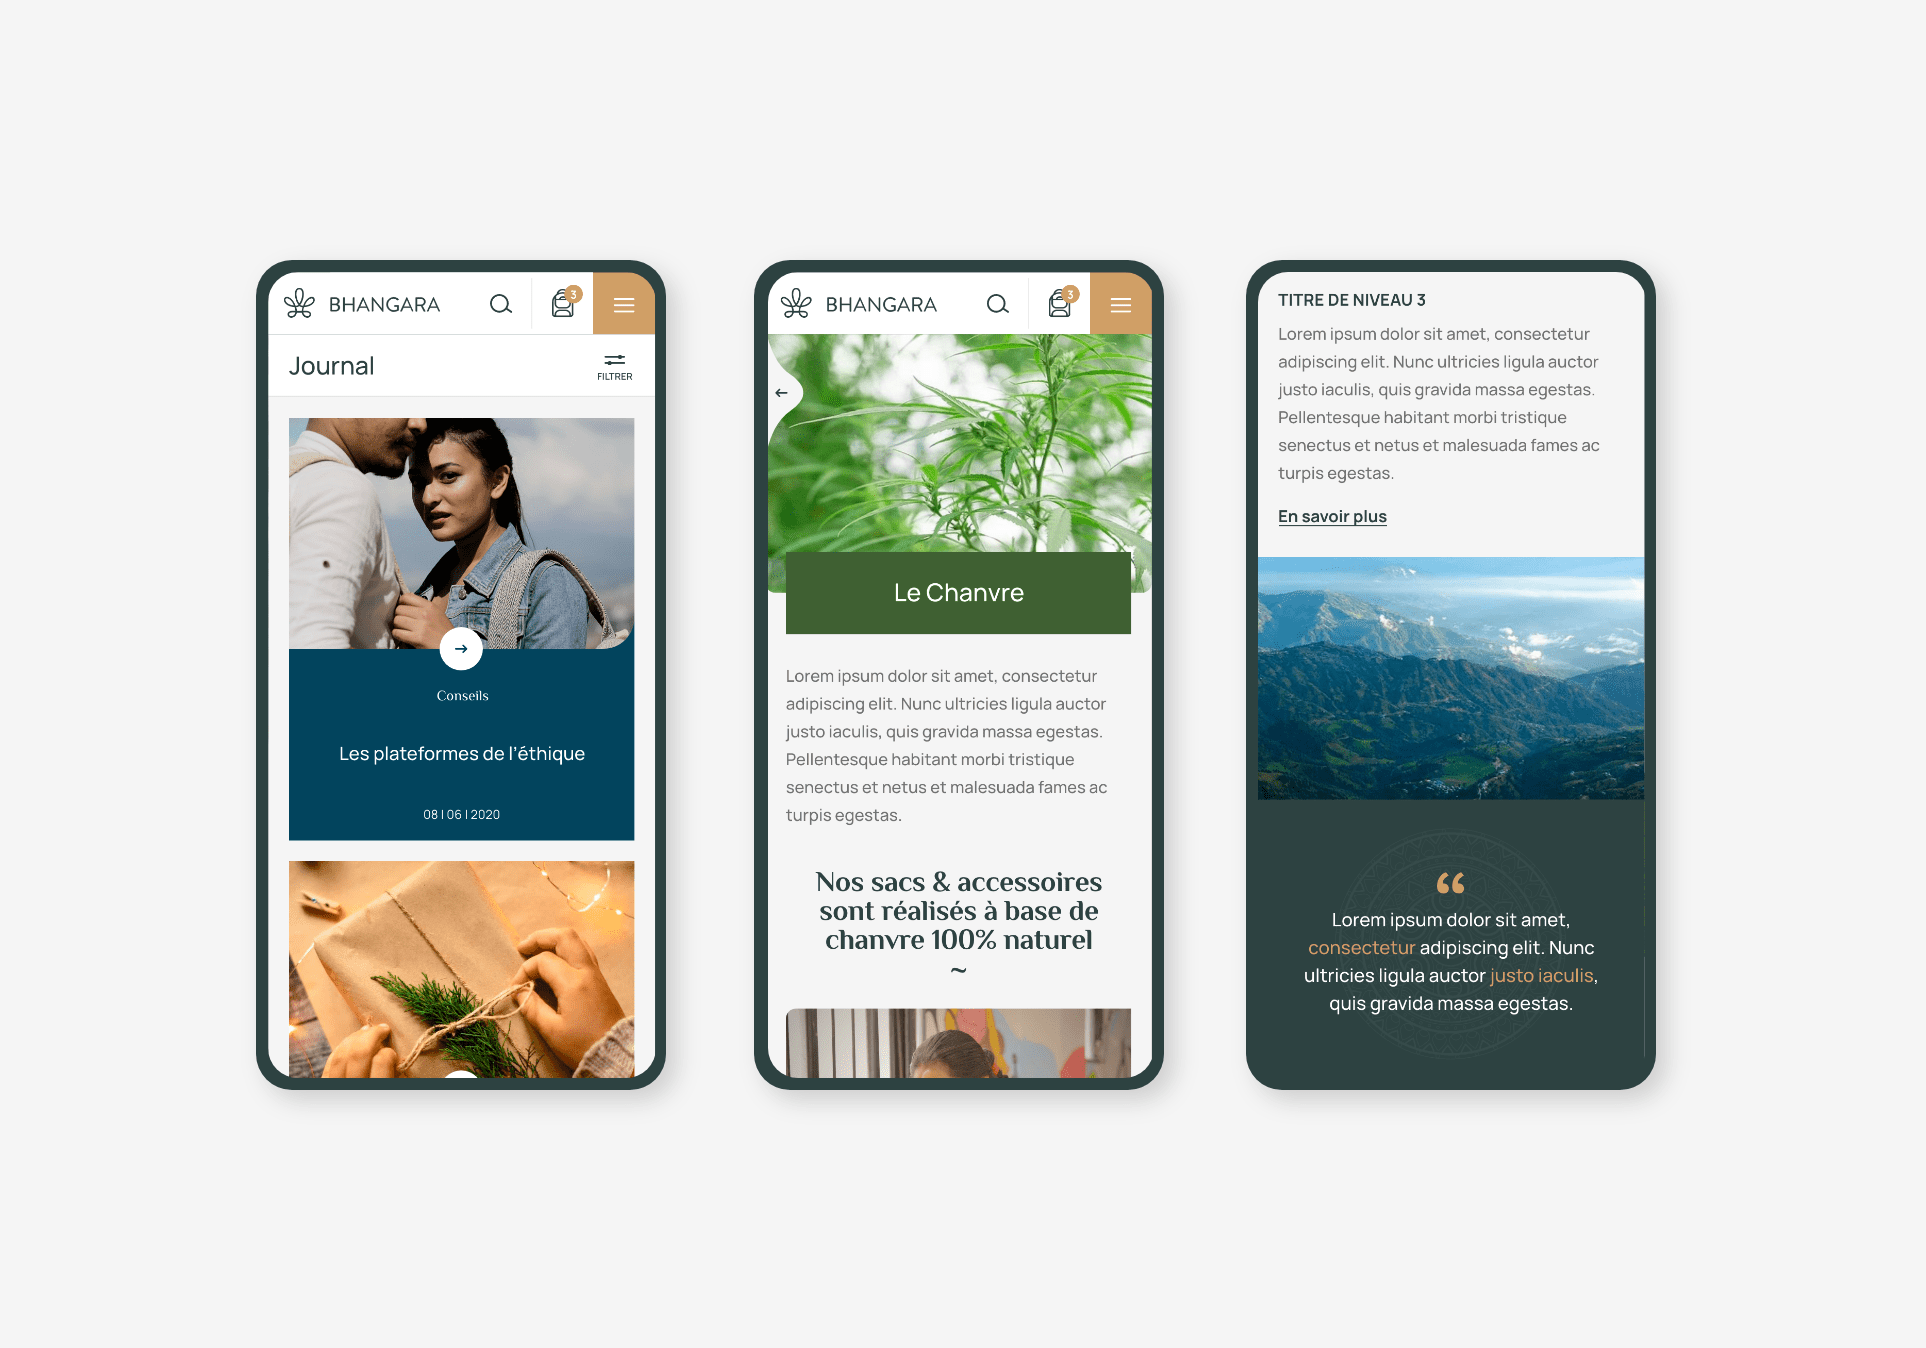 BHANGARA
3
Journal
FILTRER
Conseils
Les plateformes de l'éthique
08 | 06 | 2020
BHANGARA
3
Le Chanvre
Lorem ipsum dolor sit amet, consectetur
adipiscing elit. Nunc ultricies ligula auctor
justo iaculis, quis gravida massa egestas.
Pellentesque habitant morbi tristique
senectus et netus et malesuada fames ac
turpis egestas.
Nos sacs & accessoires
sont réalisés à base de
chanvre 100% naturel
~
TITRE DE NIVEAU 3
Lorem ipsum dolor sit amet, consectetur
adipiscing elit. Nunc ultricies ligula auctor
justo iaculis, quis gravida massa egestas.
Pellentesque habitant morbi tristique
senectus et netus et malesuada fames ac
turpis egestas.
En savoir plus
“
Lorem ipsum dolor sit amet,
consectetur adipiscing elit. Nunc
ultricies ligula auctor justo iaculis,
quis gravida massa egestas.